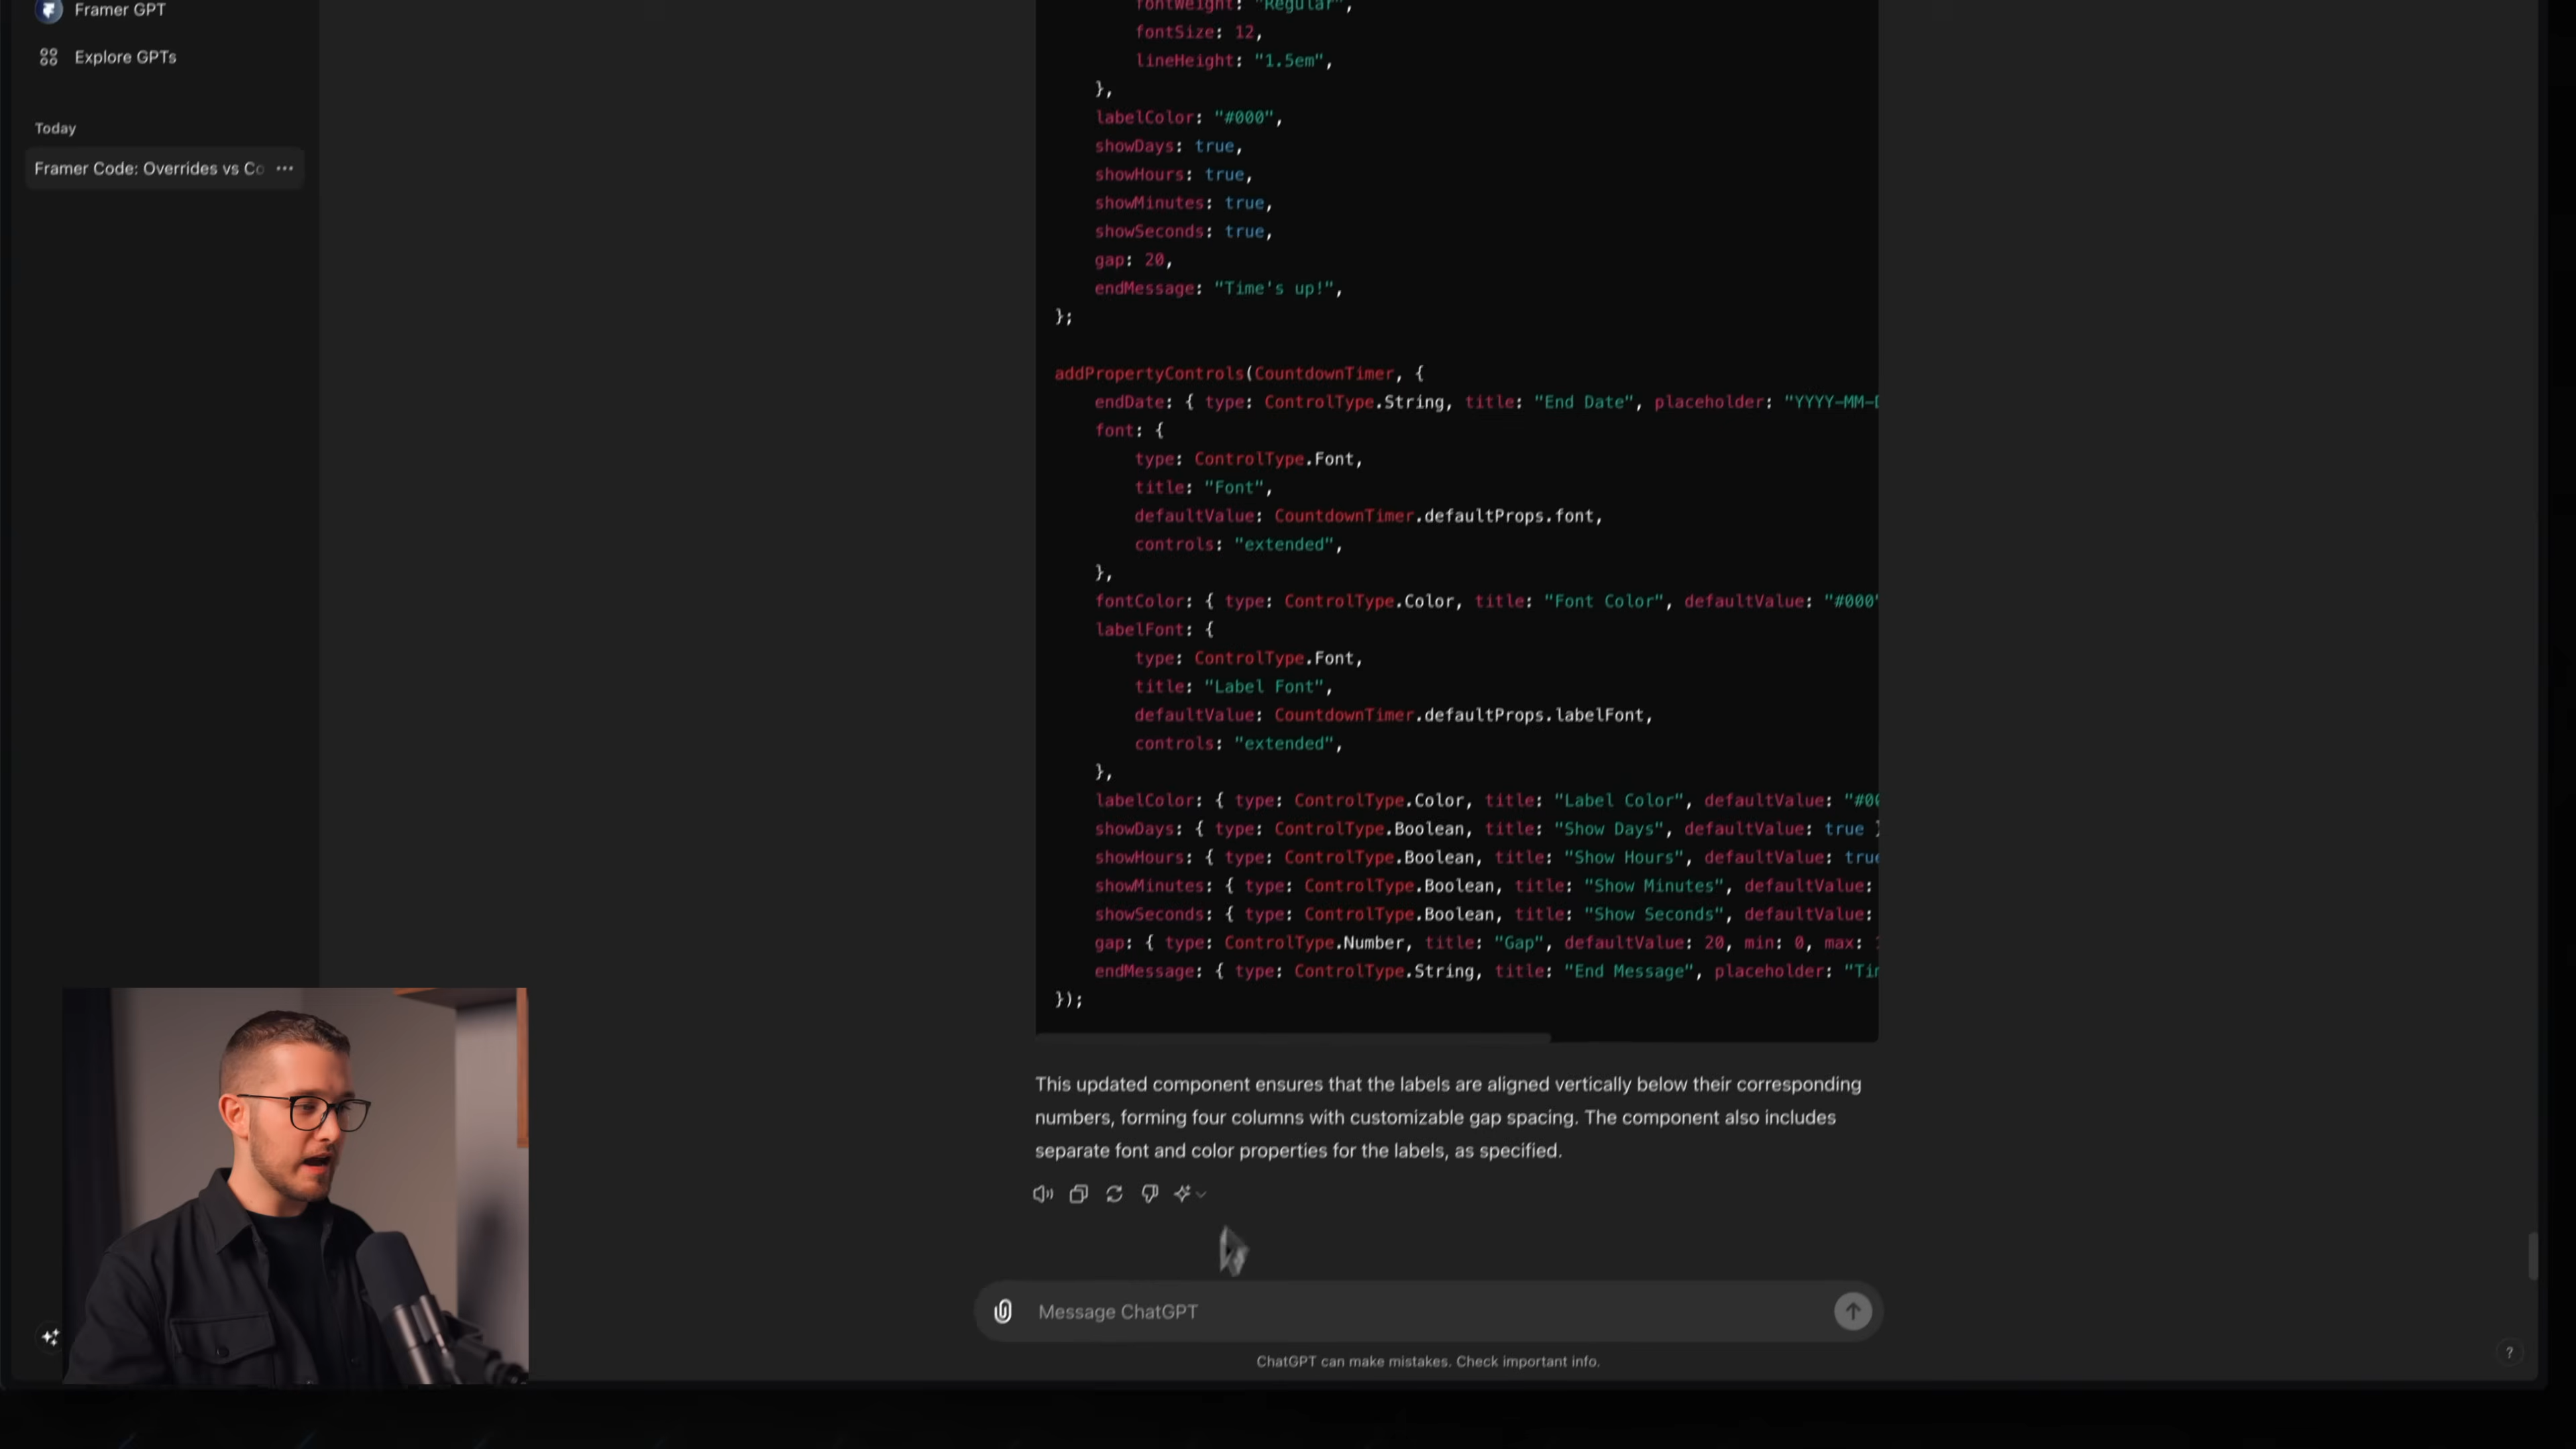 Framer GPT
Explore GPTs
Today
Framer Code: Overrides vs Co
fontWeight: "Regular",
fontSize: 12,
lineHeight: "1.5em",
},
labelColor: "#000",
showDays: true,
showHours: true,
showMinutes: true,
showSeconds: true,
gap: 20,
endMessage: "Time's up!",
};
addPropertyControls(CountdownTimer, {
endDate: { type: ControlType.String, title: "End Date", placeholder: "YYYY-MM-D
font: {
type: ControlType.Font,
title: "Font",
defaultValue: CountdownTimer.defaultProps.font,
controls: "extended",
},
fontColor: { type: ControlType.Color, title: "Font Color", defaultValue: "#000"
labelFont: {
type: ControlType.Font,
title: "Label Font",
defaultValue: CountdownTimer.defaultProps.labelFont,
controls: "extended",
},
labelColor: { type: ControlType.Color, title: "Label Color", defaultValue: "#00
showDays: { type: ControlType.Boolean, title: "Show Days", defaultValue: true }
showHours: { type: ControlType.Boolean, title: "Show Hours", defaultValue: true
showMinutes: { type: ControlType.Boolean, title: "Show Minutes", defaultValue:
showSeconds: { type: ControlType.Boolean, title: "Show Seconds", defaultValue:
gap: { type: ControlType.Number, title: "Gap", defaultValue: 20, min: 0, max:
endMessage: { type: ControlType.String, title: "End Message", placeholder: "Tim
});
This updated component ensures that the labels are aligned vertically below their corresponding
numbers, forming four columns with customizable gap spacing. The component also includes
separate font and color properties for the labels, as specified.
Message ChatGPT
ChatGPT can make mistakes. Check important info.
?